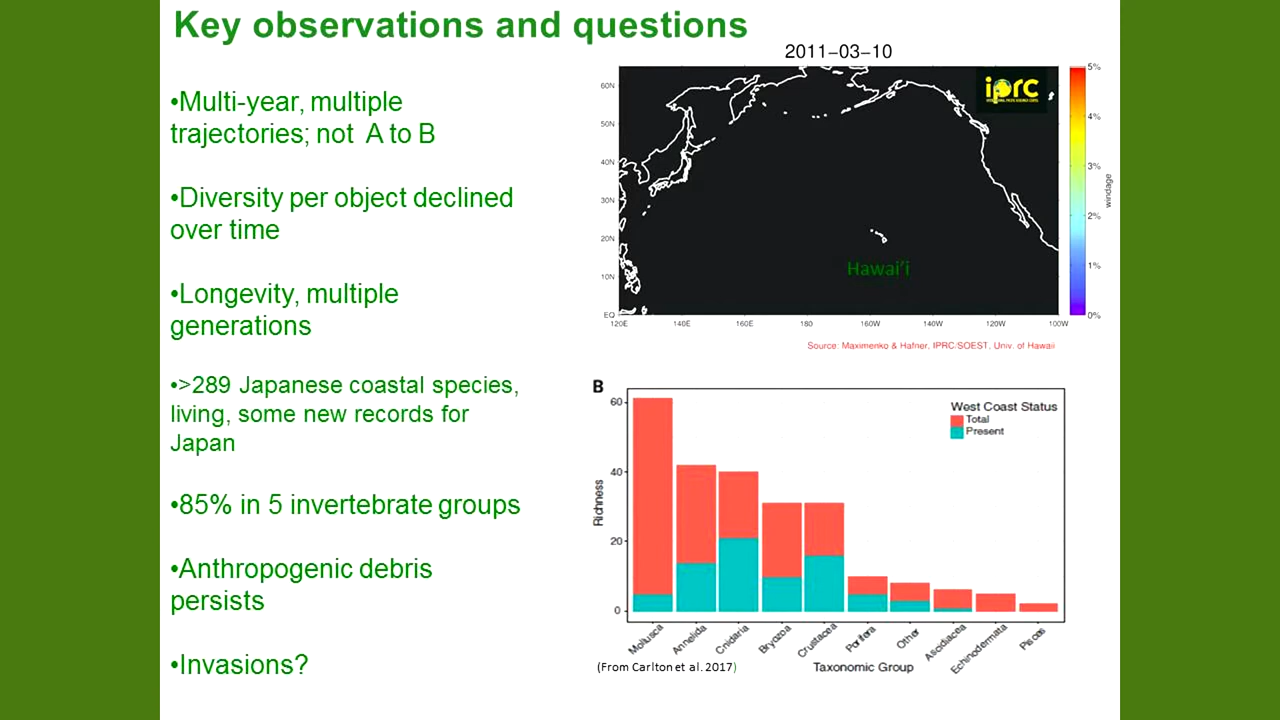 Key observations and questions
•Multi-year, multiple
trajectories; not A to B
•Diversity per object declined
over time
•Longevity, multiple
generations
•>289 Japanese coastal species,
living, some new records for
Japan
•85% in 5 invertebrate groups
•Anthropogenic debris
persists
•Invasions?
2011-03-10
iprc
60N
50N
40N
30N
20N
10N
EQ
120E 140E 160E 180 160W 140W 120W 100W
Hawai'i
5%
4%
3%
2%
1%
0%
windage
Source: Maximenko & Hafner, IPRC/SOEST, Univ. of Hawaii
B
West Coast Status
Total
Present
Richness
60
40
20
0
Mollusca Annelida Cnidaria Bryozoa Crustacea Porifera Other Ascidiacea Echinodermata Pisces
(From Carlton et al. 2017)
Taxonomic Group